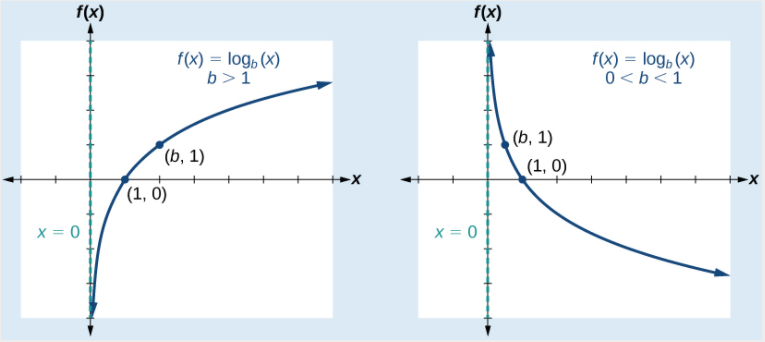 f(x)
f(x) = log_b(x)
b > 1
(b, 1)
x
(1, 0)
x = 0
f(x)
f(x) = log_b(x)
0 < b < 1
(b, 1)
(1, 0)
x
x = 0